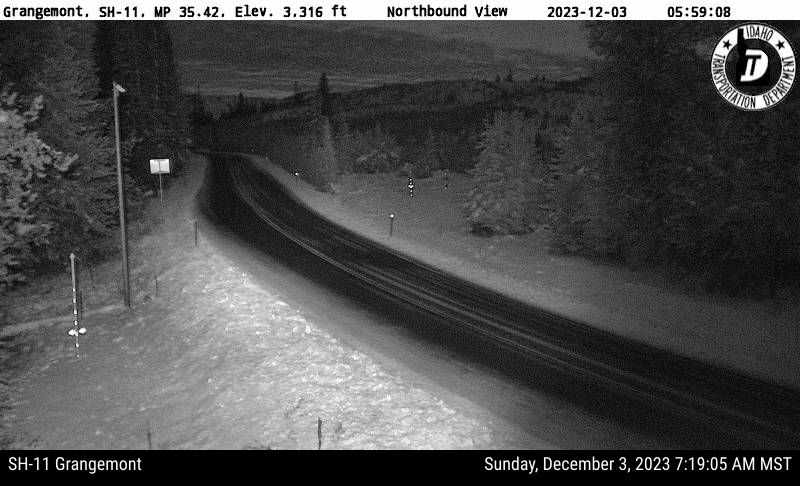 Grangemont, SH-11, MP 35.42, Elev. 3,316 ft Northbound View 2023-12-03 05:59:08
IDAHO
TRANSPORTATION DEPARTMENT
SH-11 Grangemont Sunday, December 3, 2023 7:19:05 AM MST